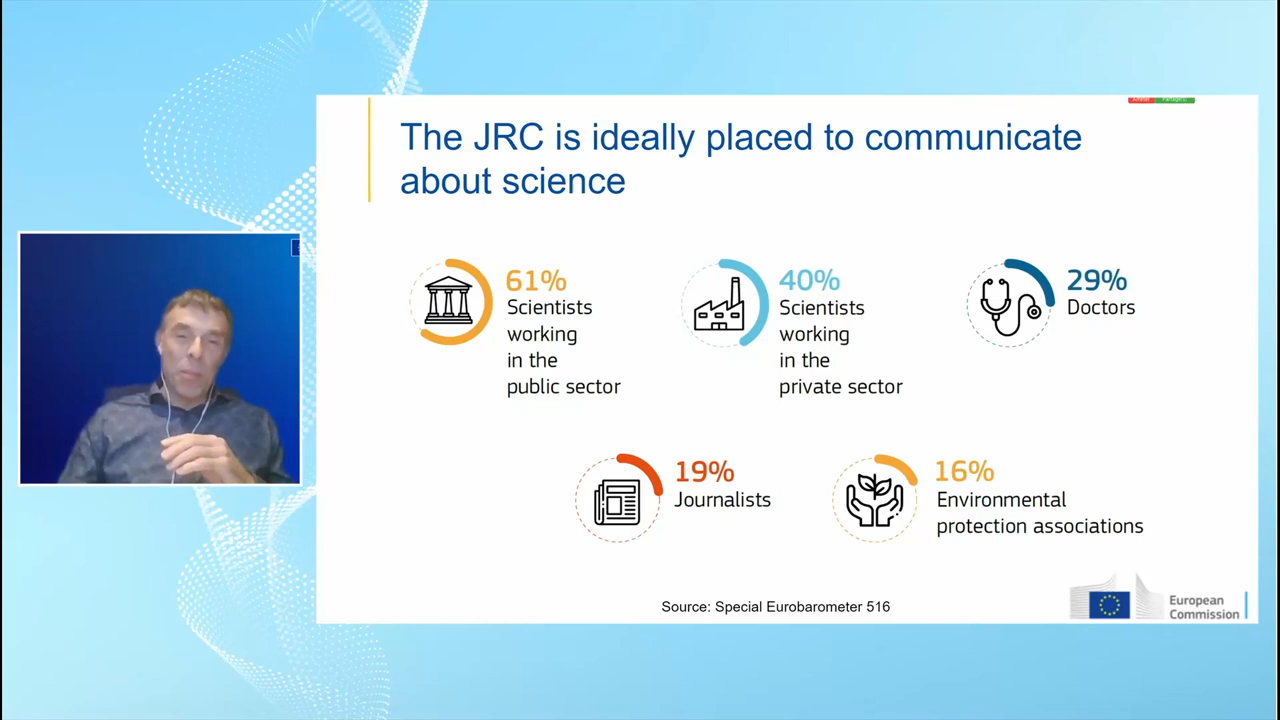 The JRC is ideally placed to communicate
about science
61%
Scientists
working
in the
public sector
40%
Scientists
working
in the
private sector
29%
Doctors
19%
Journalists
16%
Environmental
protection associations
Source: Special Eurobarometer 516
European
Commission